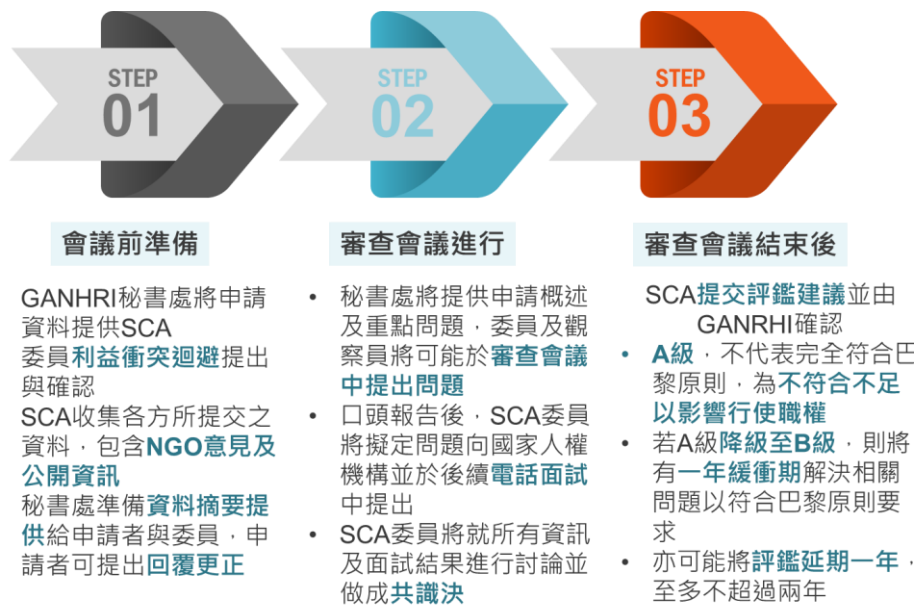 STEP
01
STEP
02
STEP
03
會議前準備
GANHRI秘書處將申請
資料提供SCA
委員利益衝突迴避提出
與確認
SCA收集各方所提交之
資料，包含NGO意見及
公開資訊
秘書處準備資料摘要提
供給申請者與委員，申
請者可提出回覆更正
審查會議進行
• 秘書處將提供申請概述
及重點問題，委員及觀
察員將可能於審查會議
中提出問題
• 口頭報告後，SCA委員
將擬定問題向國家人權
機構並於後續電話面試
中提出
• SCA委員將就所有資訊
及面試結果進行討論並
做成共識決
審查會議結束後
SCA提交評鑑建議並由
GANRHI確認
• A級，不代表完全符合巴
黎原則，為不符合不足
以影響行使職權
• 若A級降級至B級，則將
有一年緩衝期解決相關
問題以符合巴黎原則要
求
• 亦可能將評鑑延期一年，
至多不超過兩年